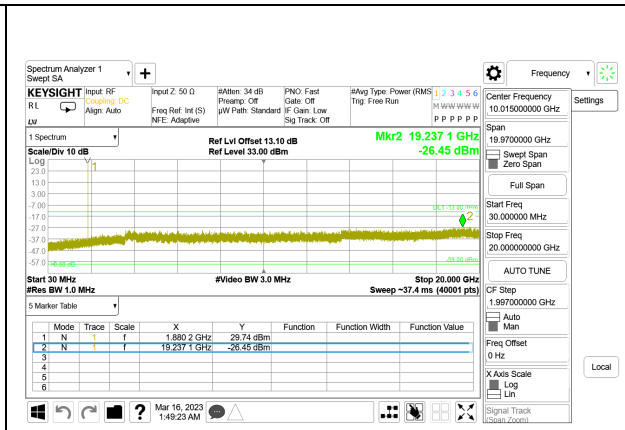 Spectrum Analyzer 1
Swept SA
Frequency
KEYSIGHT Input: RF Input Z: 50 Ω #Atten: 34 dB PNO: Fast #Avg Type: Power (RMS 1 2 3 4 5 6
RL Coupling: DC Preamp: Off Gate: Off Trig: Free Run M W W W W W
Align: Auto Freq Ref: Int (S) µW Path: Standard IF Gain: Low
NFE: Adaptive Sig Track: Off P P P P P P
LXI
1 Spectrum
Ref Lvl Offset 13.10 dB Mkr2 19.237 1 GHz
Scale/Div 10 dB Ref Level 33.00 dBm -26.45 dBm
Log
1
23.0
13.0
3.00
-7.00
DL1 -13.00 dBm
-17.0
2
-27.0
-37.0
-47.0
-57.0
Start 30 MHz #Video BW 3.0 MHz Stop 20.000 GHz
#Res BW 1.0 MHz Sweep ~37.4 ms (40001 pts)
5 Marker Table
Mode Trace Scale X Y Function Function Width Function Value
1 N 1 f 1.880 2 GHz 29.74 dBm
2 N 1 f 19.237 1 GHz -26.45 dBm
3
4
5
6
Mar 16, 2023
1:49:23 AM
Center Frequency
10.015000000 GHz
Settings
Span
19.9700000 GHz
Swept Span
Zero Span
Full Span
Start Freq
30.000000 MHz
Stop Freq
20.000000000 GHz
AUTO TUNE
CF Step
1.997000000 GHz
Auto
Man
Freq Offset
0 Hz
X Axis Scale
Log
Lin
Signal Track
(Span Zoom)
Local